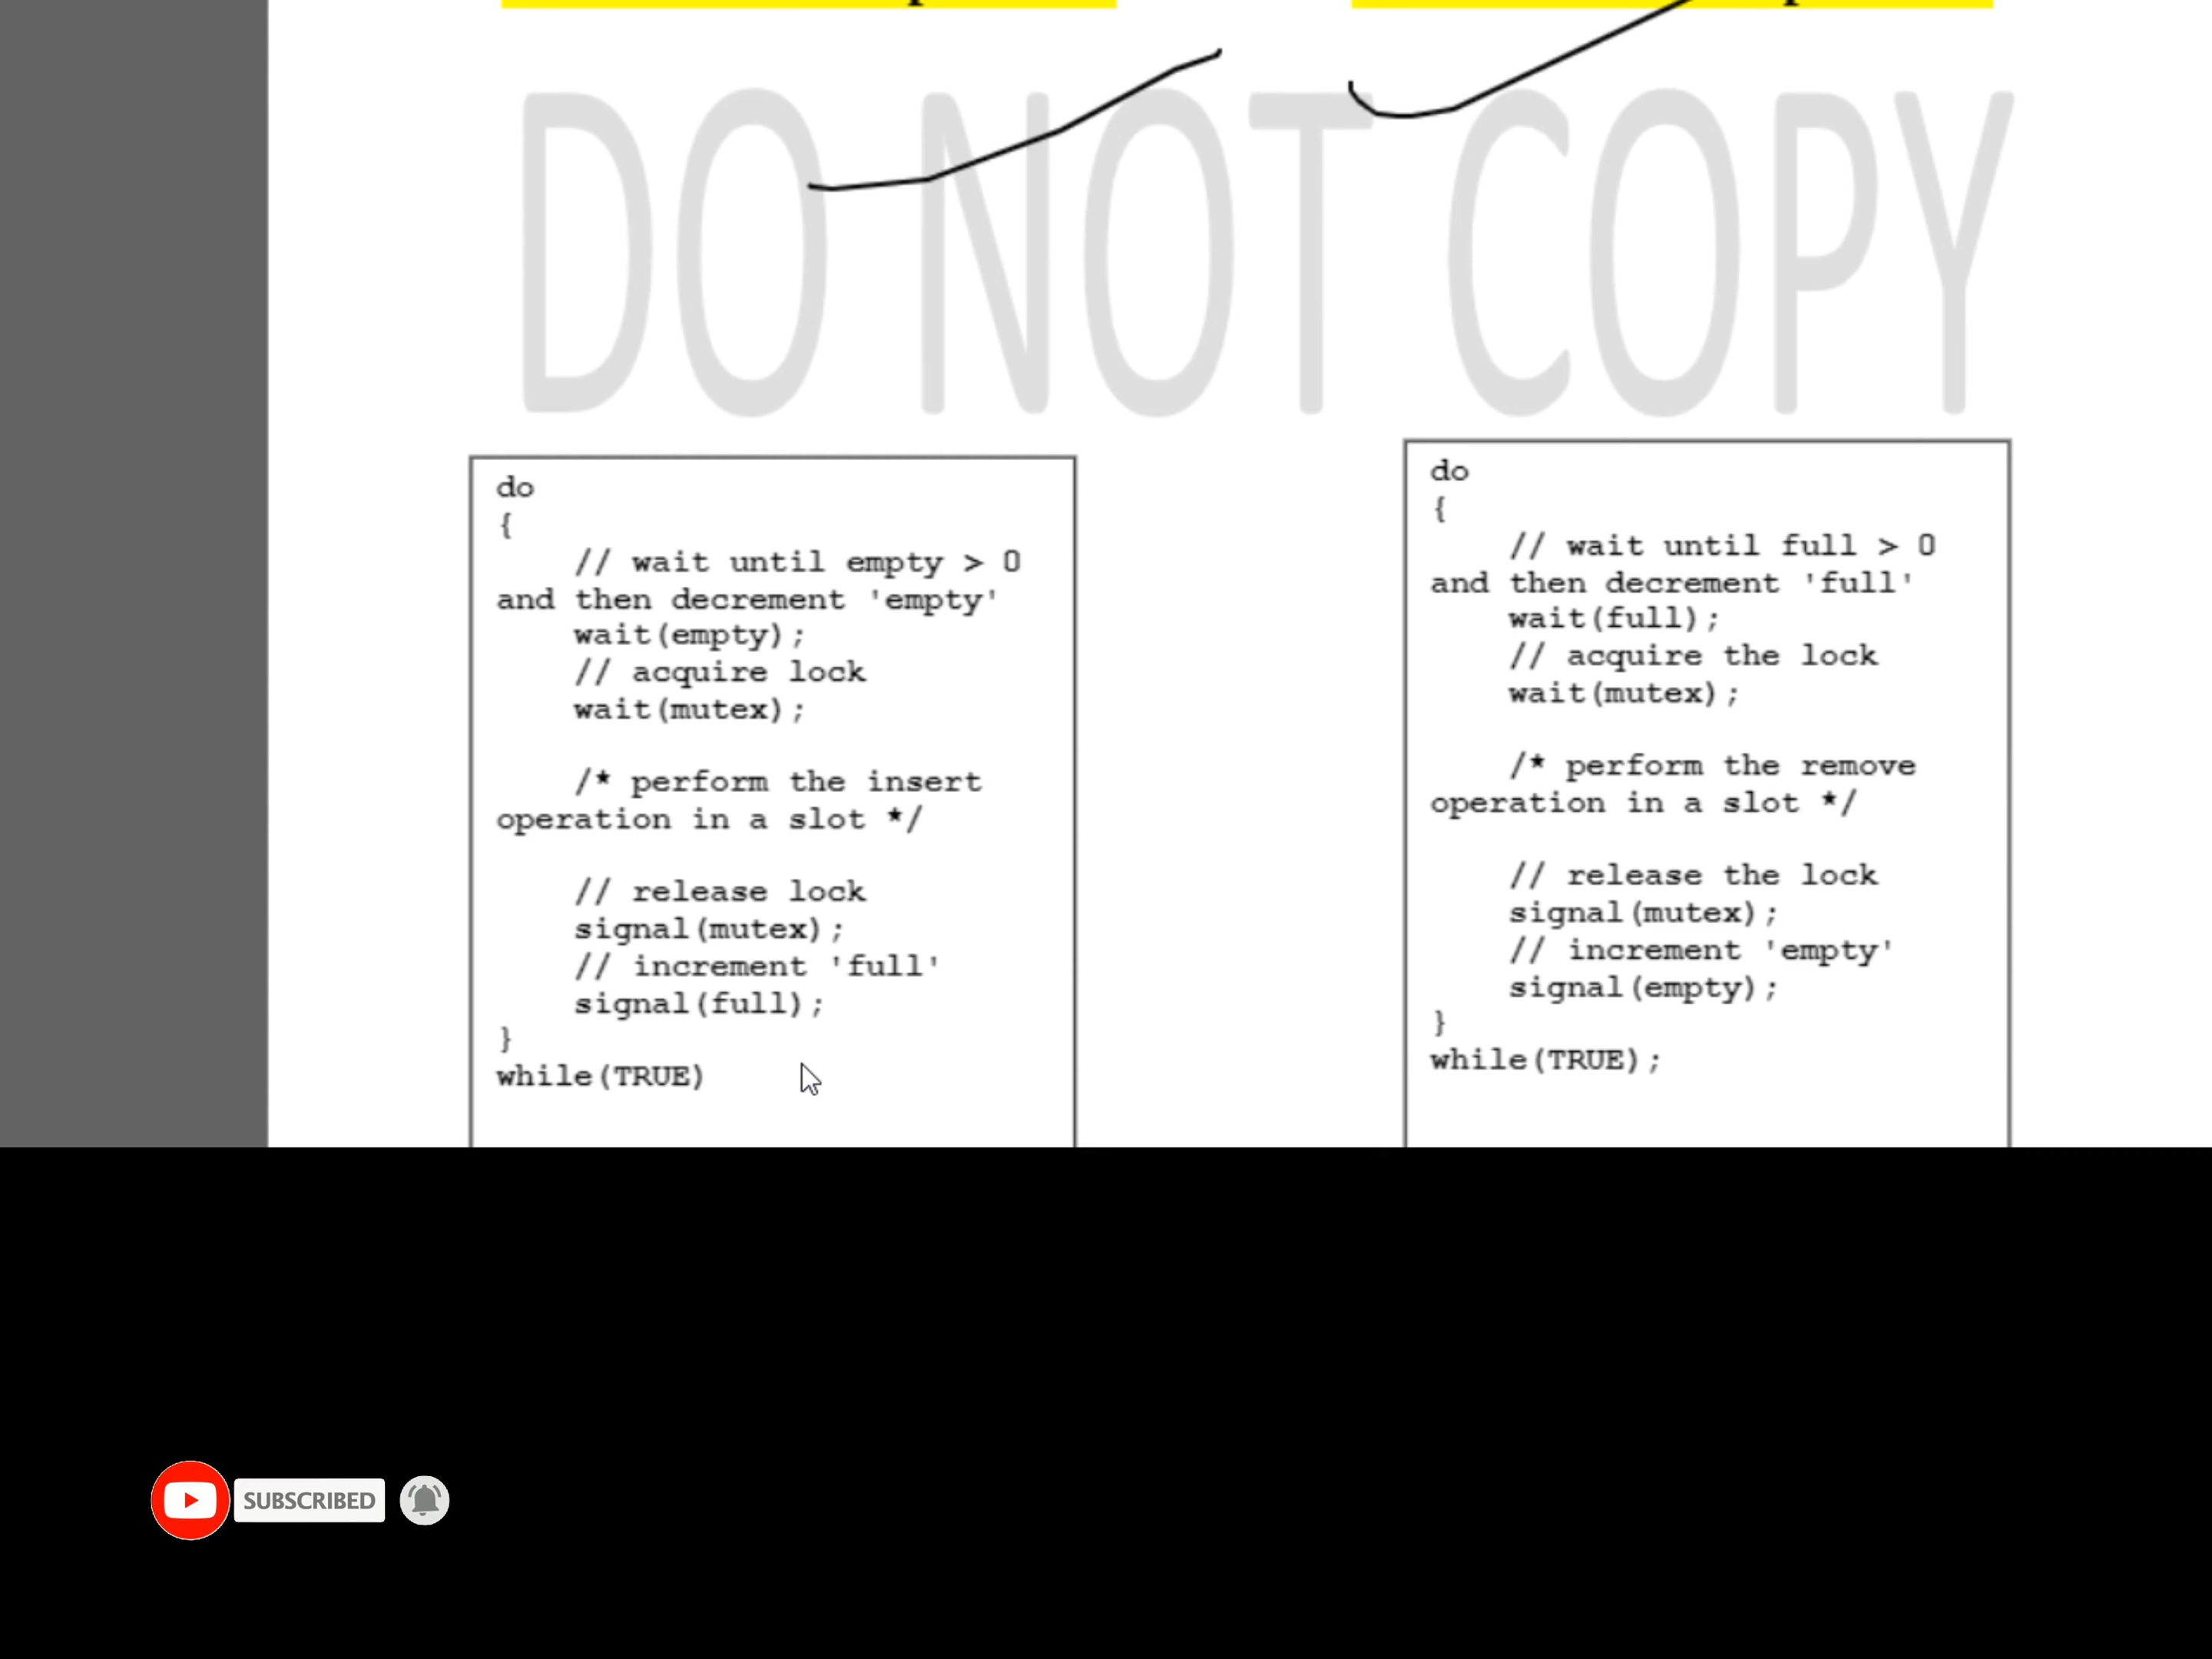 DO NOT COPY
do
{
    // wait until empty > 0
and then decrement 'empty'
    wait(empty);
    // acquire lock
    wait(mutex);
    /* perform the insert
operation in a slot */
    // release lock
    signal(mutex);
    // increment 'full'
    signal(full);
}
while(TRUE)
do
{
    // wait until full > 0
and then decrement 'full'
    wait(full);
    // acquire the lock
    wait(mutex);
    /* perform the remove
operation in a slot */
    // release the lock
    signal(mutex);
    // increment 'empty'
    signal(empty);
}
while(TRUE);
SUBSCRIBED